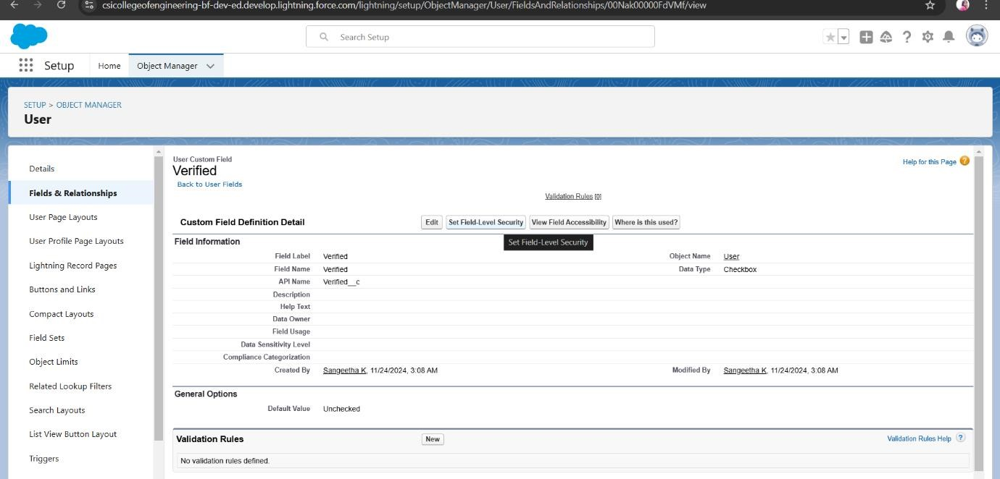 csicollegeofengineering-bf-dev-ed.develop.lightning.force.com/lightning/setup/ObjectManager/User/FieldsAndRelationships/00Nak00000FdVMf/view
Search Setup
Setup Home Object Manager
SETUP > OBJECT MANAGER
User
Details
Fields & Relationships
User Page Layouts
User Profile Page Layouts
Lightning Record Pages
Buttons and Links
Compact Layouts
Field Sets
Object Limits
Related Lookup Filters
Search Layouts
List View Button Layout
Triggers
User Custom Field
Verified
Help for this Page ?
Back to User Fields
Validation Rules [0]
Custom Field Definition Detail Edit Set Field-Level Security View Field Accessibility Where is this used?
Field Information
Set Field-Level Security
Field Label Verified Object Name User
Field Name Verified Data Type Checkbox
API Name Verified__c
Description
Help Text
Data Owner
Field Usage
Data Sensitivity Level
Compliance Categorization
Created By Sangeetha K, 11/24/2024, 3:08 AM Modified By Sangeetha K, 11/24/2024, 3:08 AM
General Options
Default Value Unchecked
Validation Rules New Validation Rules Help ?
No validation rules defined.